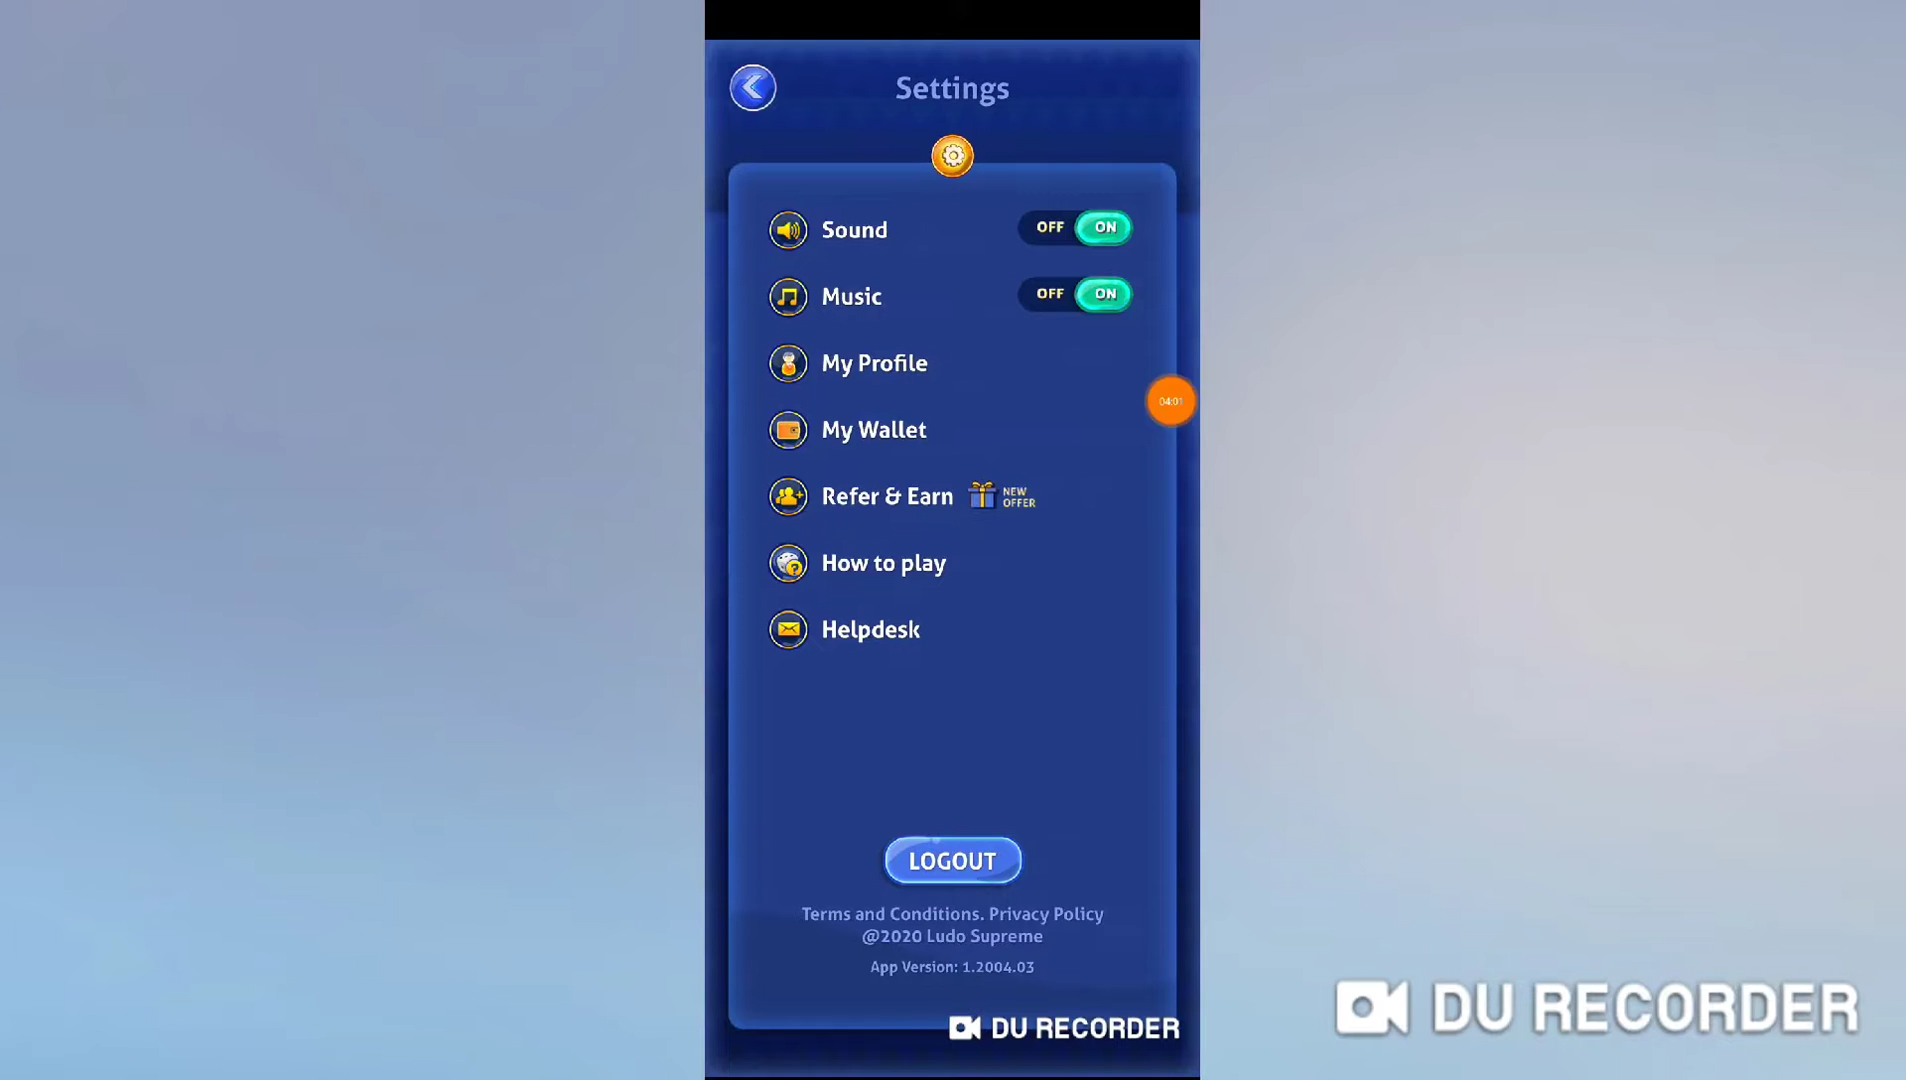 Settings
Sound OFF ON
Music OFF ON
My Profile
04:01
My Wallet
Refer & Earn NEW OFFER
How to play
Helpdesk
LOGOUT
Terms and Conditions. Privacy Policy
@2020 Ludo Supreme
App Version: 1.2004.03
DU RECORDER
DU RECORDER